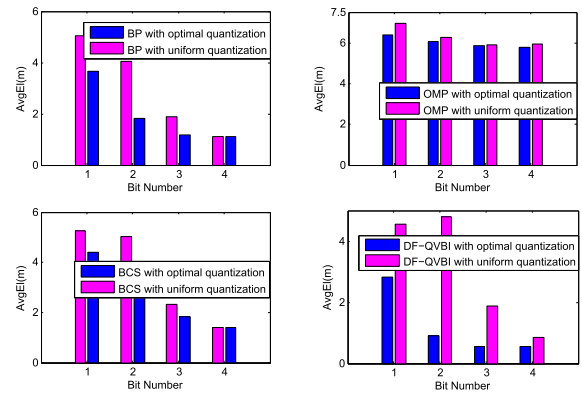 6
4
2
0
AvgEl(m)
BP with optimal quantization
BP with uniform quantization
1 2 3 4
Bit Number
7.5
6
4
2
0
AvgEl(m)
OMP with optimal quantization
OMP with uniform quantization
1 2 3 4
Bit Number
6
4
2
0
AvgEl(m)
BCS with optimal quantization
BCS with uniform quantization
1 2 3 4
Bit Number
4
2
0
AvgEl(m)
DF-QVBI with optimal quantization
DF-QVBI with uniform quantization
1 2 3 4
Bit Number